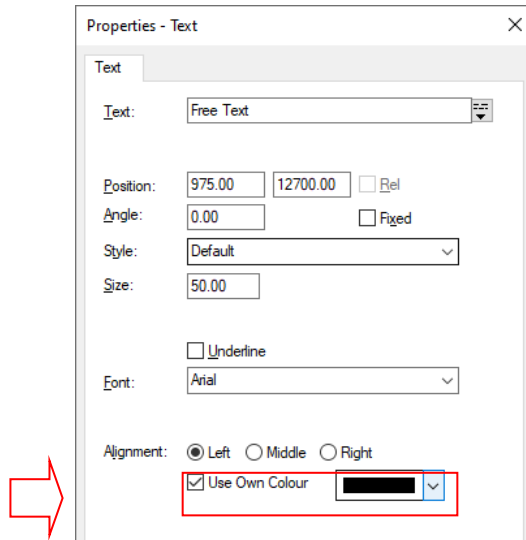 Properties - Text
Text
Text: Free Text
Position: 975.00 12700.00 Rel
Angle: 0.00 Fixed
Style: Default
Size: 50.00
Underline
Font: Arial
Alignment: Left Middle Right
Use Own Colour